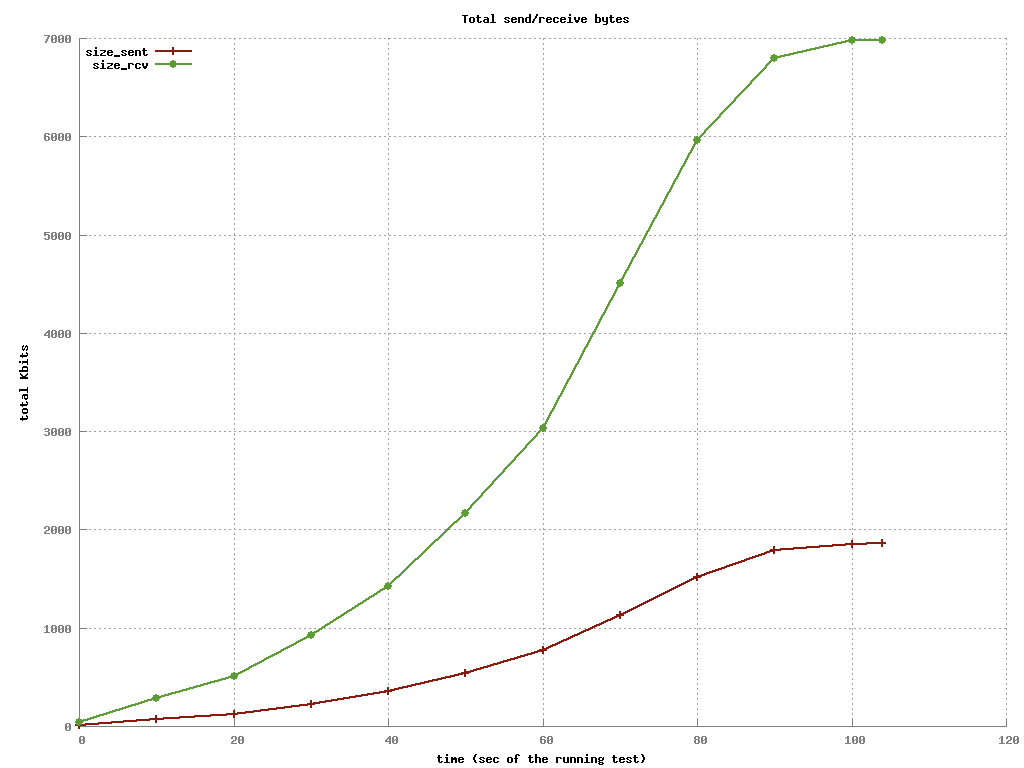 Total send/receive bytes
size_sent
size_rcv
7000
6000
5000
4000
3000
2000
1000
0
total Kbits
0 20 40 60 80 100 120
time (sec of the running test)